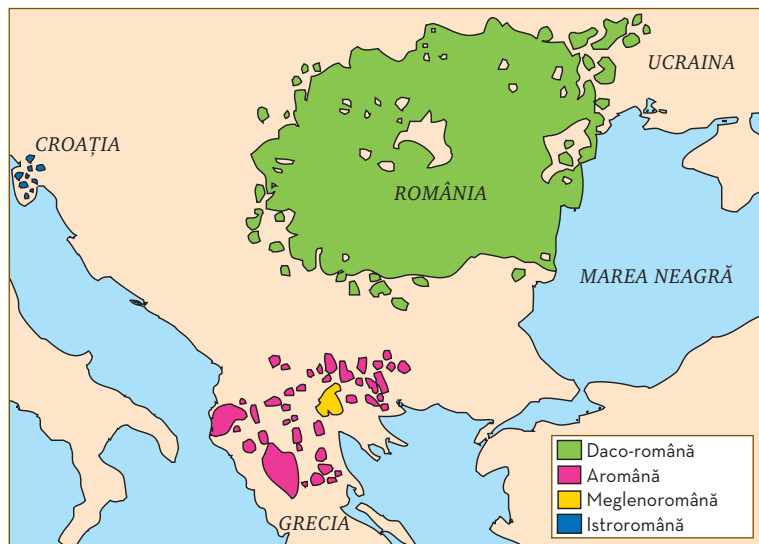 UCRAINA
CROAȚIA
ROMÂNIA
MAREA NEAGRĂ
GRECIA
Daco-română
Aromână
Meglenoromână
Istroromână